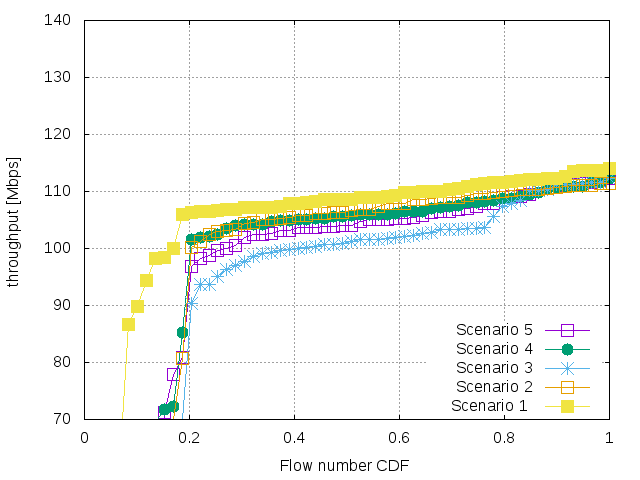 140
130
120
110
100
90
80
70
throughput [Mbps]
Scenario 5
Scenario 4
Scenario 3
Scenario 2
Scenario 1
0
0.2
0.4
0.6
0.8
1
Flow number CDF